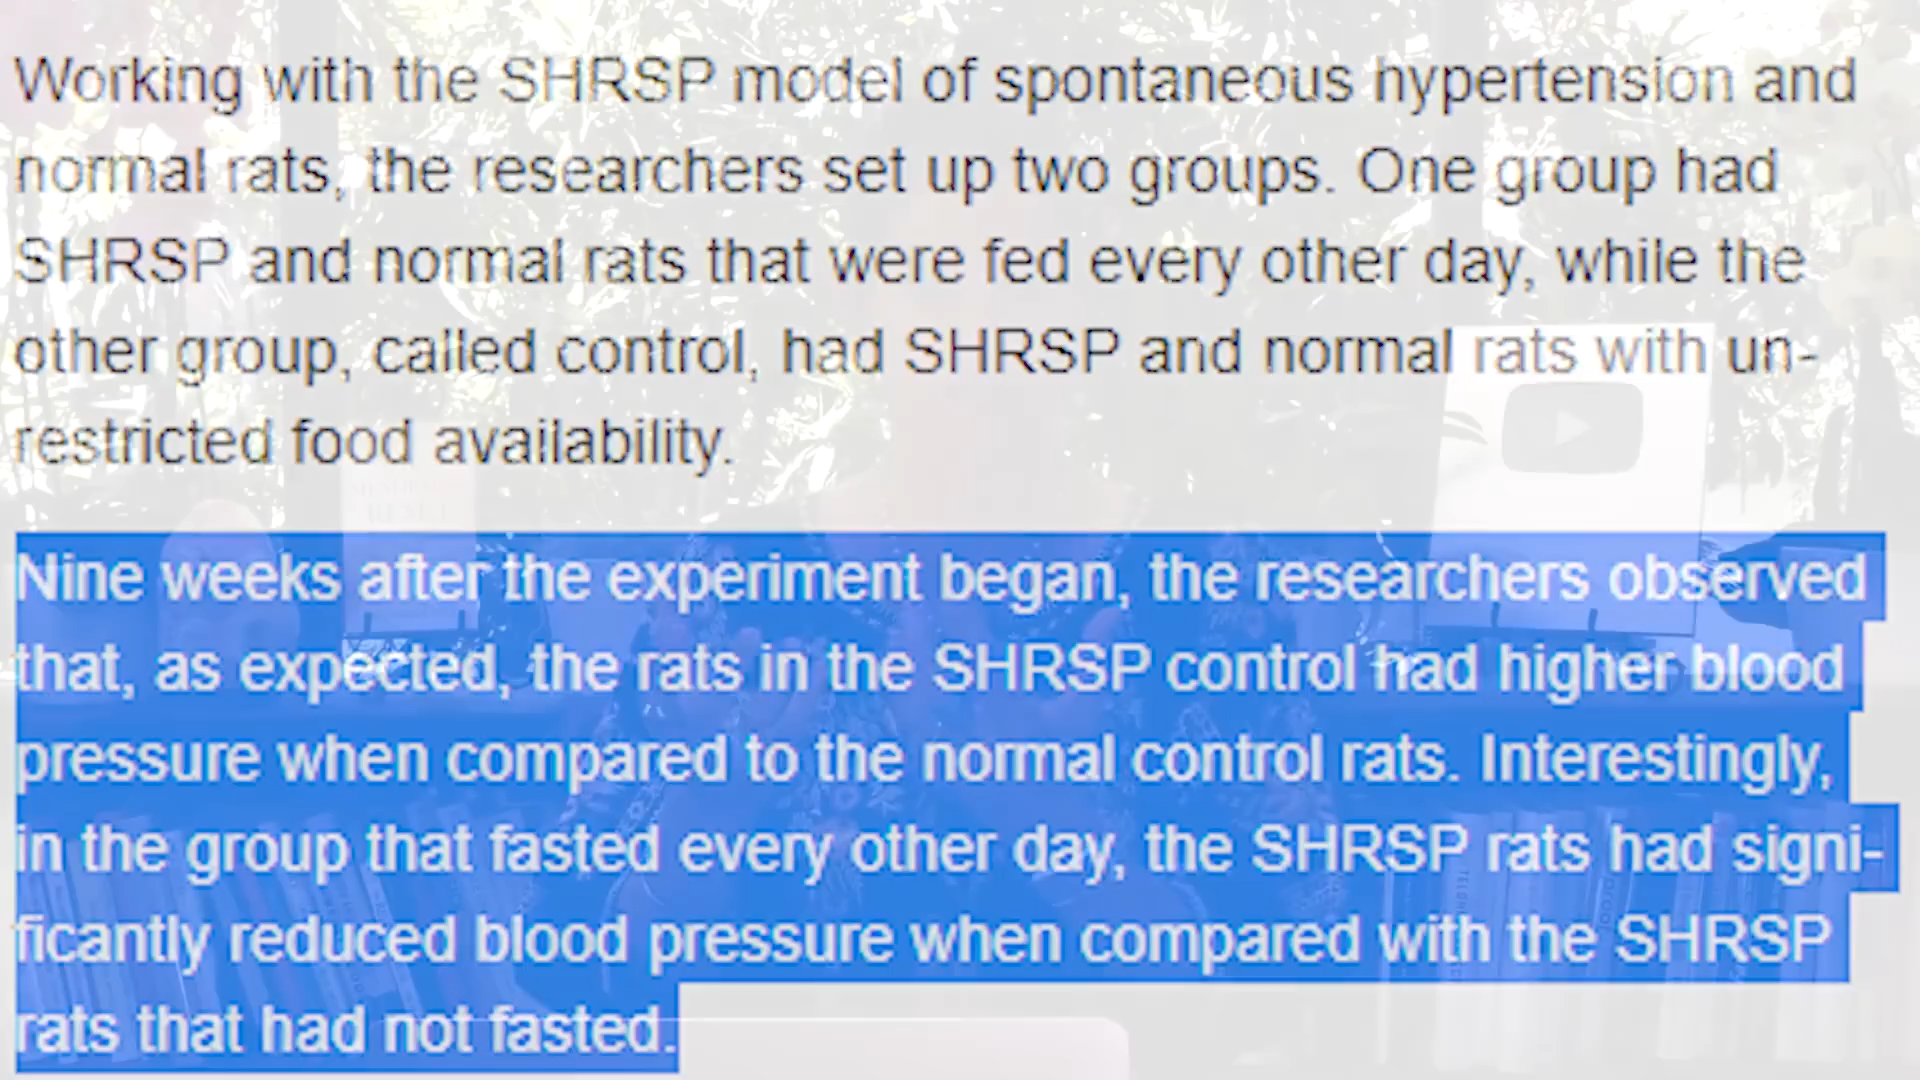 Working with the SHRSP model of spontaneous hypertension and
normal rats, the researchers set up two groups. One group had
SHRSP and normal rats that were fed every other day, while the
other group, called control, had SHRSP and normal rats with un-
restricted food availability.
Nine weeks after the experiment began, the researchers observed
that, as expected, the rats in the SHRSP control had higher blood
pressure when compared to the normal control rats. Interestingly,
in the group that fasted every other day, the SHRSP rats had signi-
ficantly reduced blood pressure when compared with the SHRSP
rats that had not fasted.